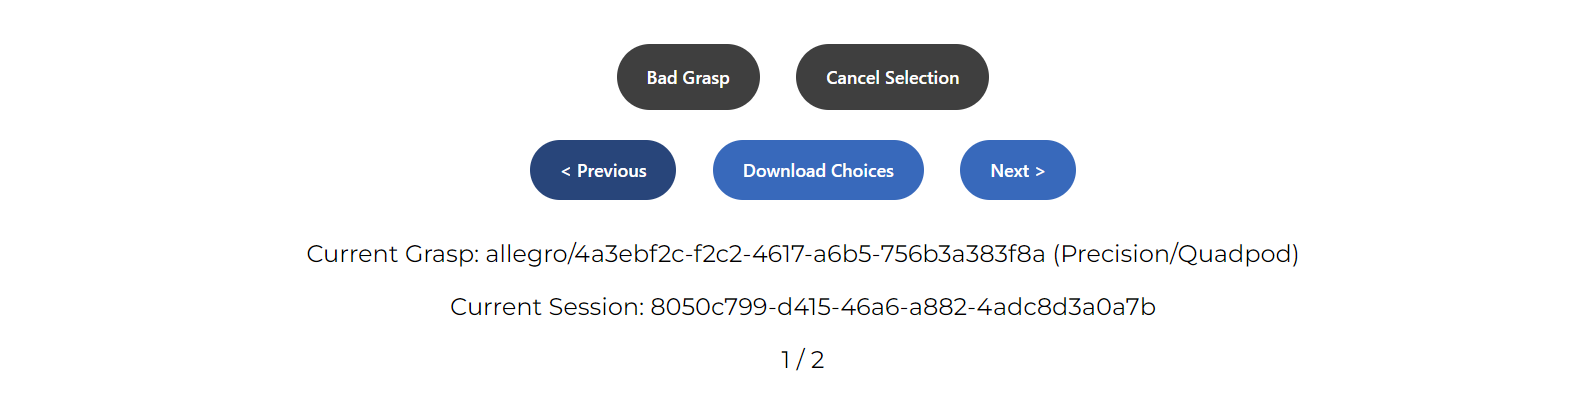 Bad Grasp Cancel Selection
< Previous Download Choices Next >
Current Grasp: allegro/4a3ebf2c-f2c2-4617-a6b5-756b3a383f8a (Precision/Quadpod)
Current Session: 8050c799-d415-46a6-a882-4adc8d3a0a7b
1 / 2